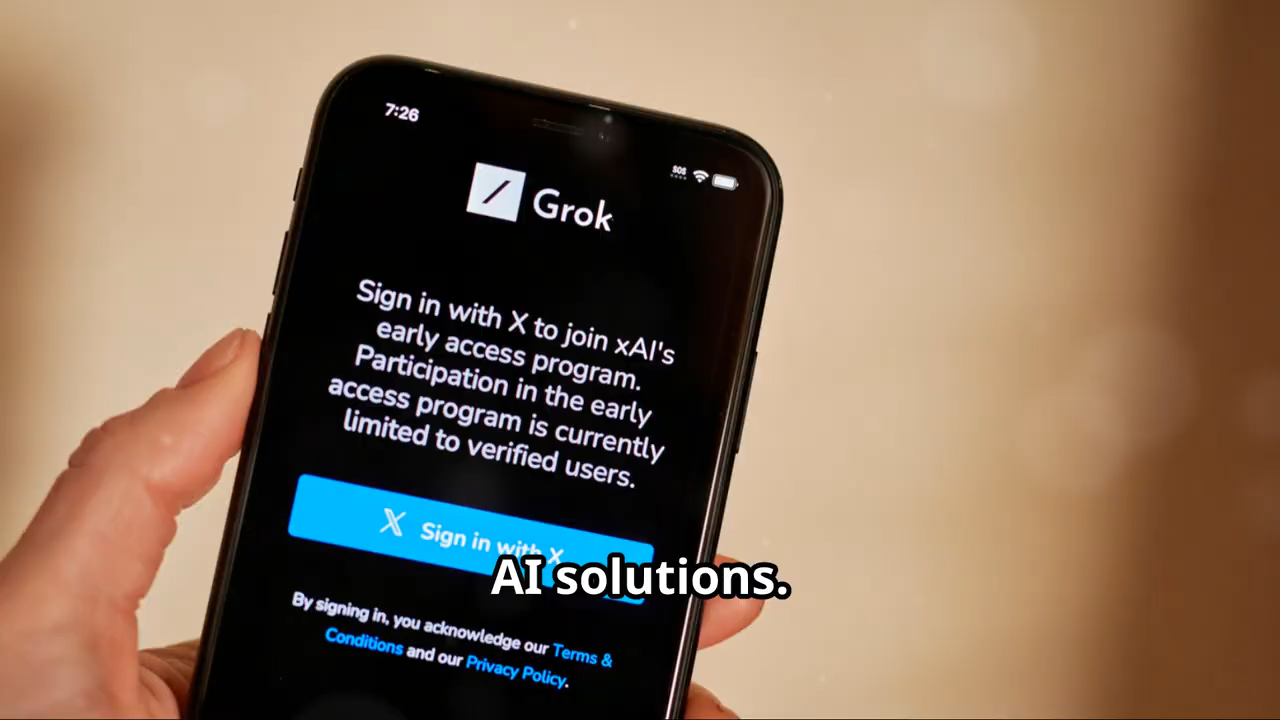 7:26
SOS
Grok
Sign in with X to join xAI's
early access program.
Participation in the early
access program is currently
limited to verified users.
X Sign in with X
AI solutions.
By signing in, you acknowledge our Terms &
Conditions and our Privacy Policy.